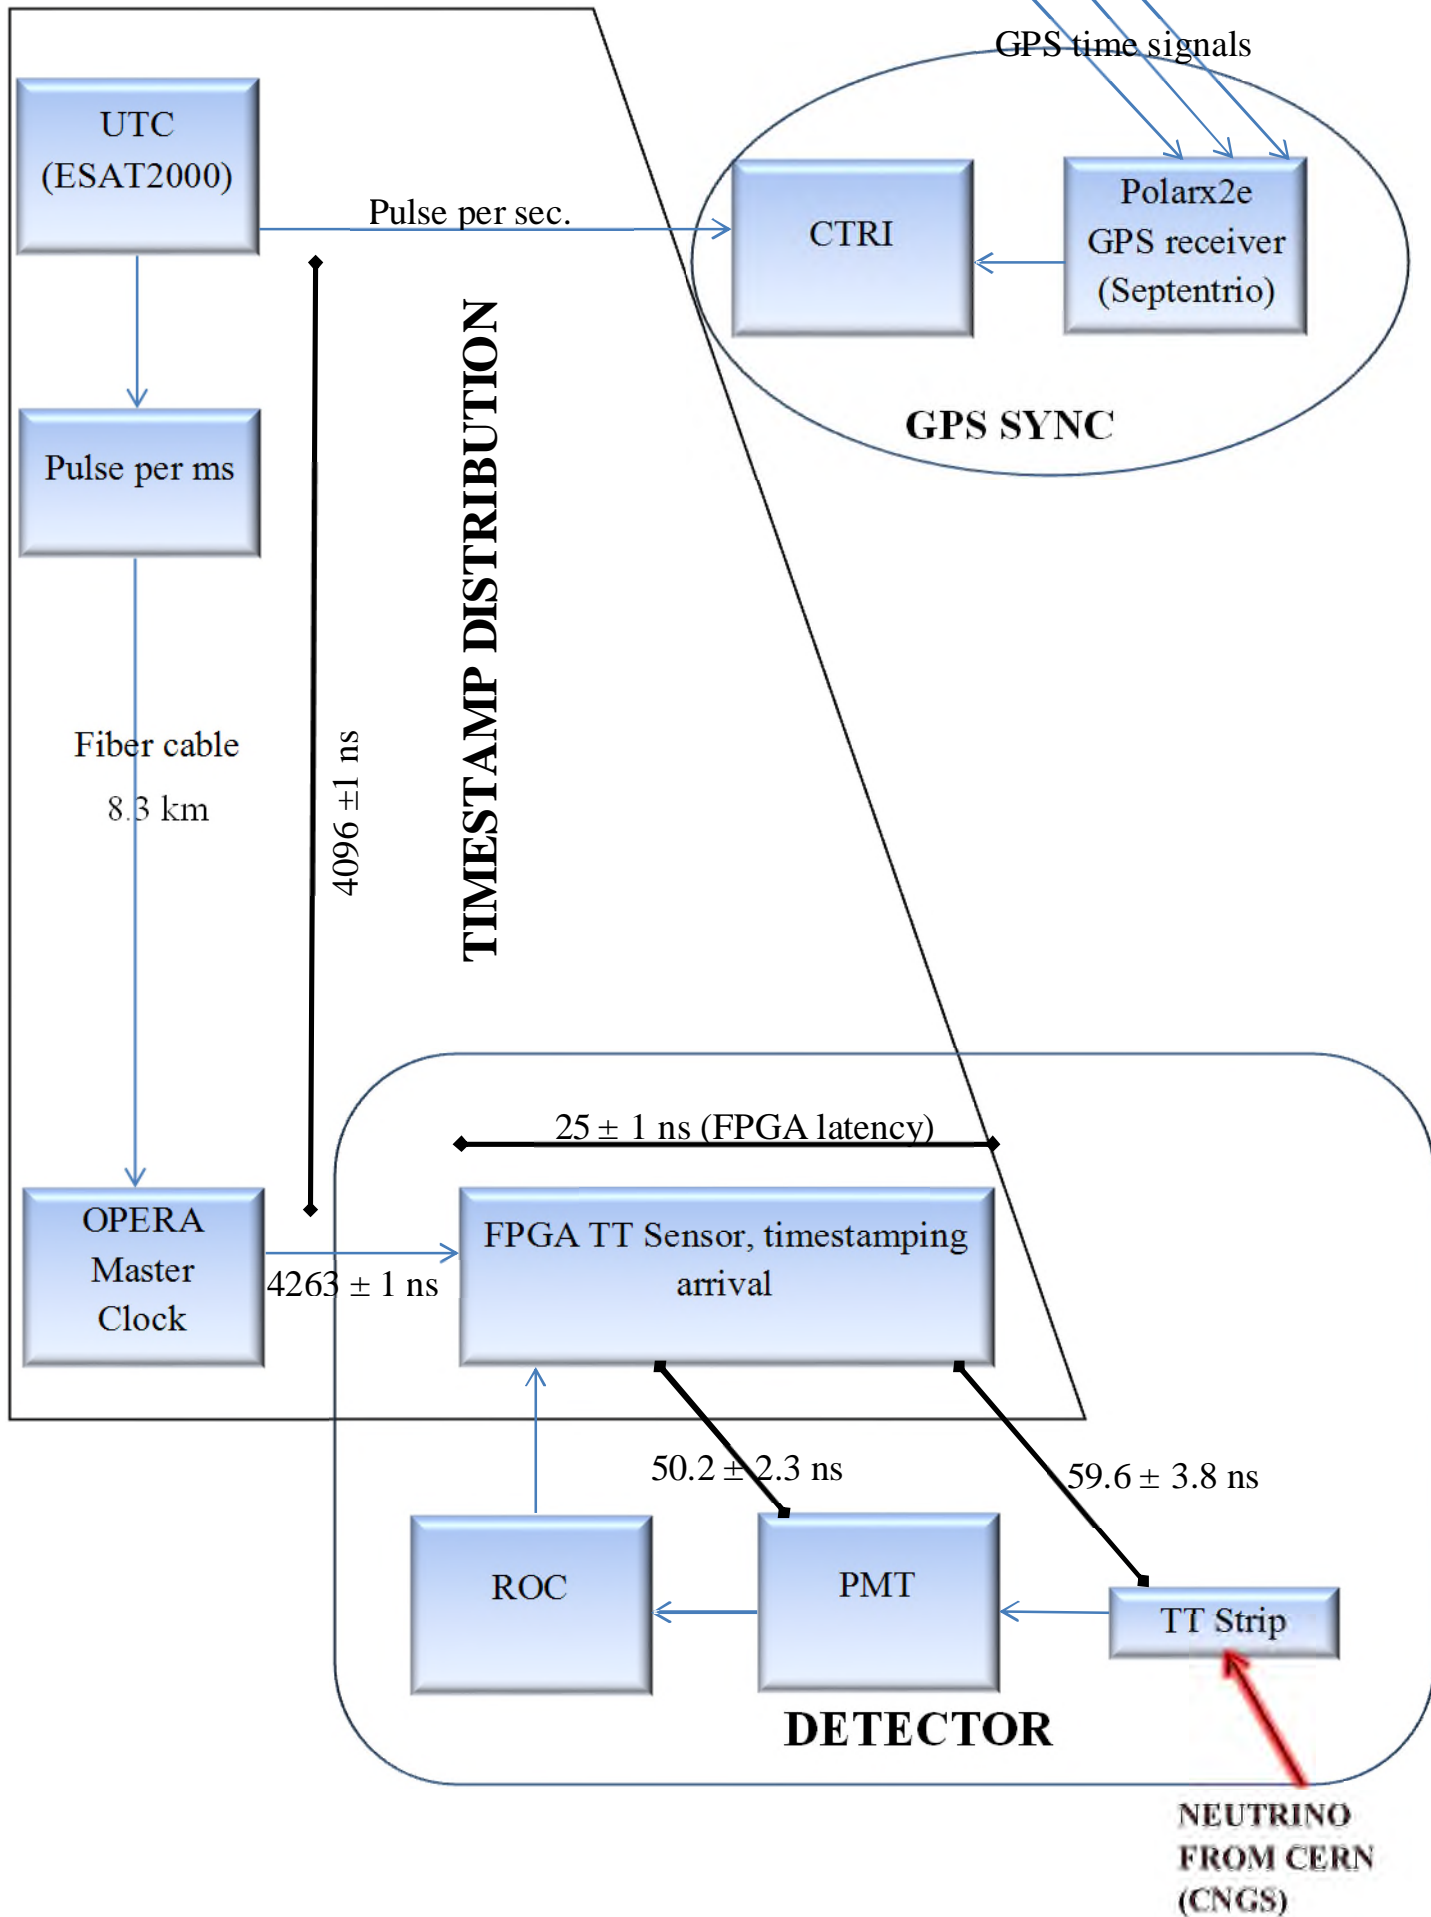 GPS time signals
UTC
(ESAT2000)
Pulse per sec.
CTRI
Polarx2e
GPS receiver
(Septentrio)
GPS SYNC
Pulse per ms
TIMESTAMP DISTRIBUTION
Fiber cable
8.3 km
4096 ±1 ns
25 ± 1 ns (FPGA latency)
OPERA
Master
Clock
4263 ± 1 ns
FPGA TT Sensor, timestamping
arrival
50.2 ± 2.3 ns
59.6 ± 3.8 ns
ROC
PMT
TT Strip
DETECTOR
NEUTRINO
FROM CERN
(CNGS)